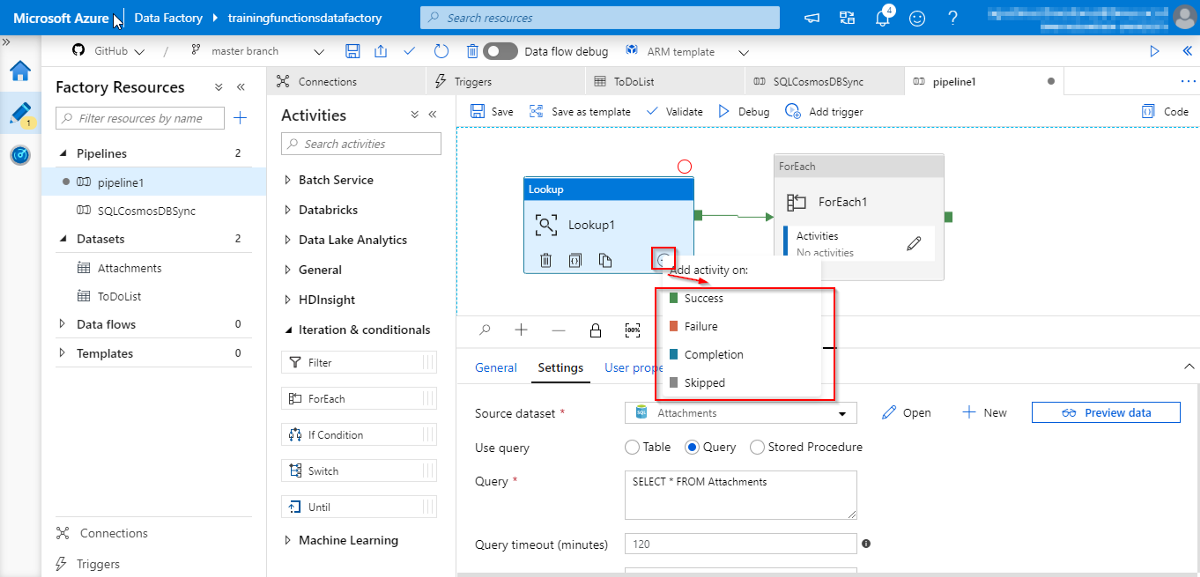 Microsoft Azure
Data Factory
trainingfunctionsdatafactory
Search resources
4
?
GitHub
master branch
Data flow debug
ARM template
Factory Resources
Filter resources by name
1
Pipelines 2
pipeline1
SQLCosmosDBSync
Datasets 2
Attachments
ToDoList
Data flows 0
Templates 0
Connections
Triggers
Connections
Triggers
ToDoList
SQLCosmosDBSync
pipeline1
Activities
Search activities
Batch Service
Databricks
Data Lake Analytics
General
HDInsight
Iteration & conditionals
Filter
ForEach
If Condition
Switch
Until
Machine Learning
Save
Save as template
Validate
Debug
Add trigger
Code
Lookup
Lookup1
ForEach
ForEach1
Activities
No activities
Add activity on:
Success
Failure
Completion
Skipped
100%
General
Settings
User prope
Source dataset *
Attachments
Open
New
Preview data
Use query
Table
Query
Stored Procedure
Query *
SELECT * FROM Attachments
Query timeout (minutes)
120